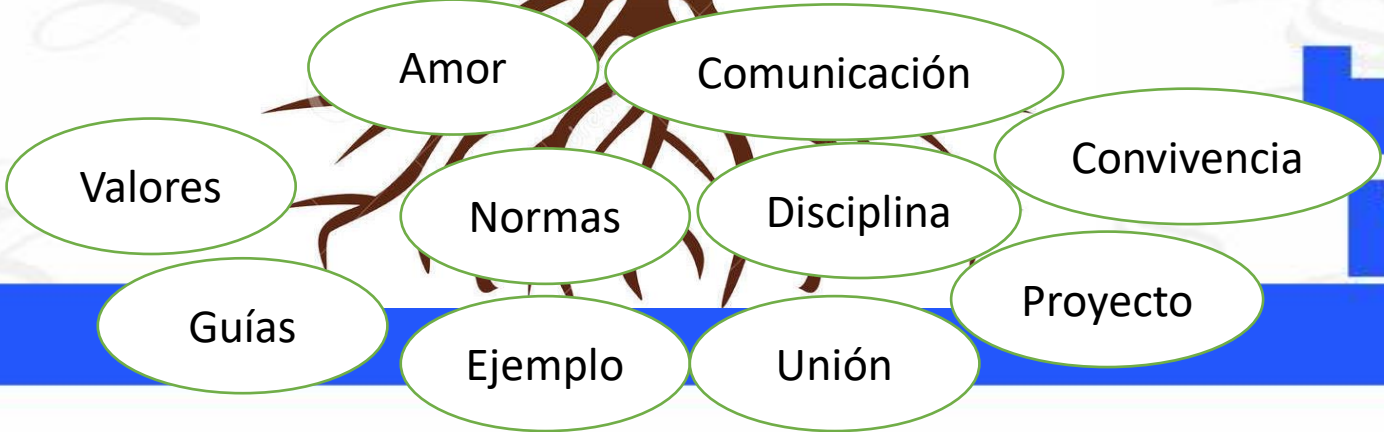 Amor
Comunicación
Convivencia
Valores
Normas
Disciplina
Proyecto
Guías
Ejemplo
Unión